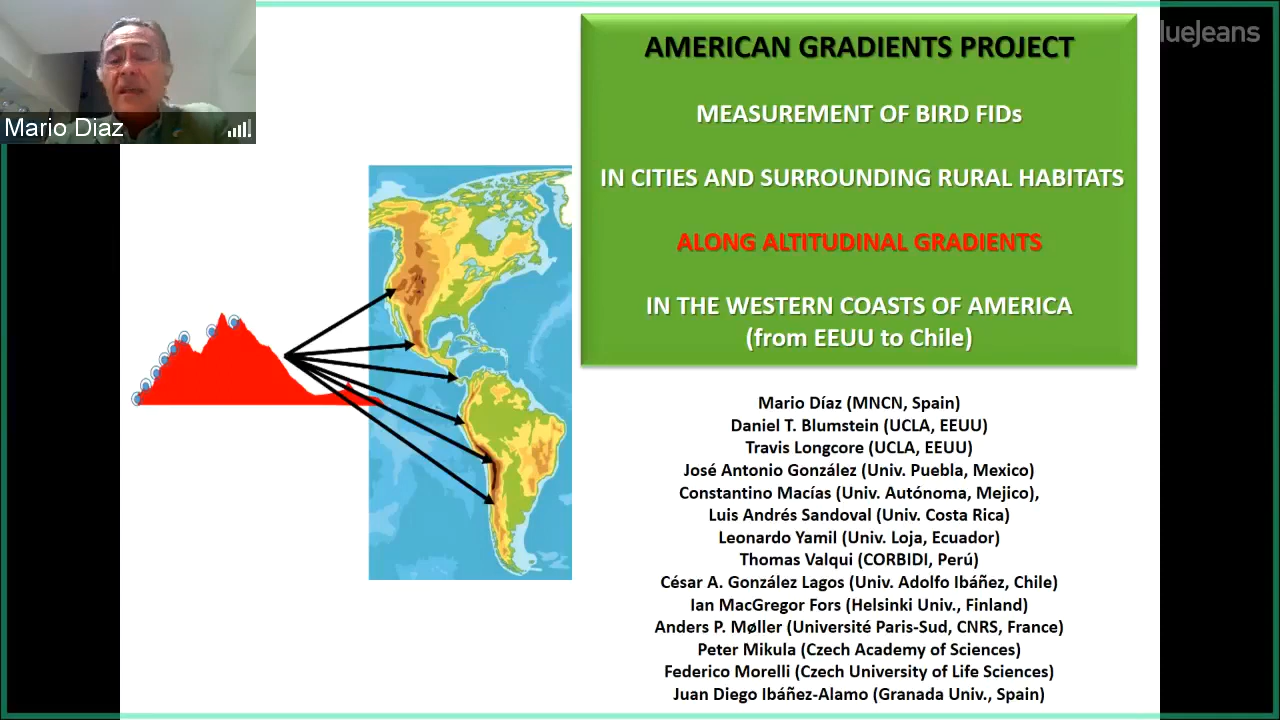 Mario Diaz
lueJeans
AMERICAN GRADIENTS PROJECT
MEASUREMENT OF BIRD FIDs
IN CITIES AND SURROUNDING RURAL HABITATS
ALONG ALTITUDINAL GRADIENTS
IN THE WESTERN COASTS OF AMERICA
(from EEUU to Chile)
Mario Díaz (MNCN, Spain)
Daniel T. Blumstein (UCLA, EEUU)
Travis Longcore (UCLA, EEUU)
José Antonio González (Univ. Puebla, Mexico)
Constantino Macías (Univ. Autónoma, Mejico),
Luis Andrés Sandoval (Univ. Costa Rica)
Leonardo Yamil (Univ. Loja, Ecuador)
Thomas Valqui (CORBIDI, Perú)
César A. González Lagos (Univ. Adolfo Ibáñez, Chile)
Ian MacGregor Fors (Helsinki Univ., Finland)
Anders P. Møller (Université Paris-Sud, CNRS, France)
Peter Mikula (Czech Academy of Sciences)
Federico Morelli (Czech University of Life Sciences)
Juan Diego Ibáñez-Alamo (Granada Univ., Spain)